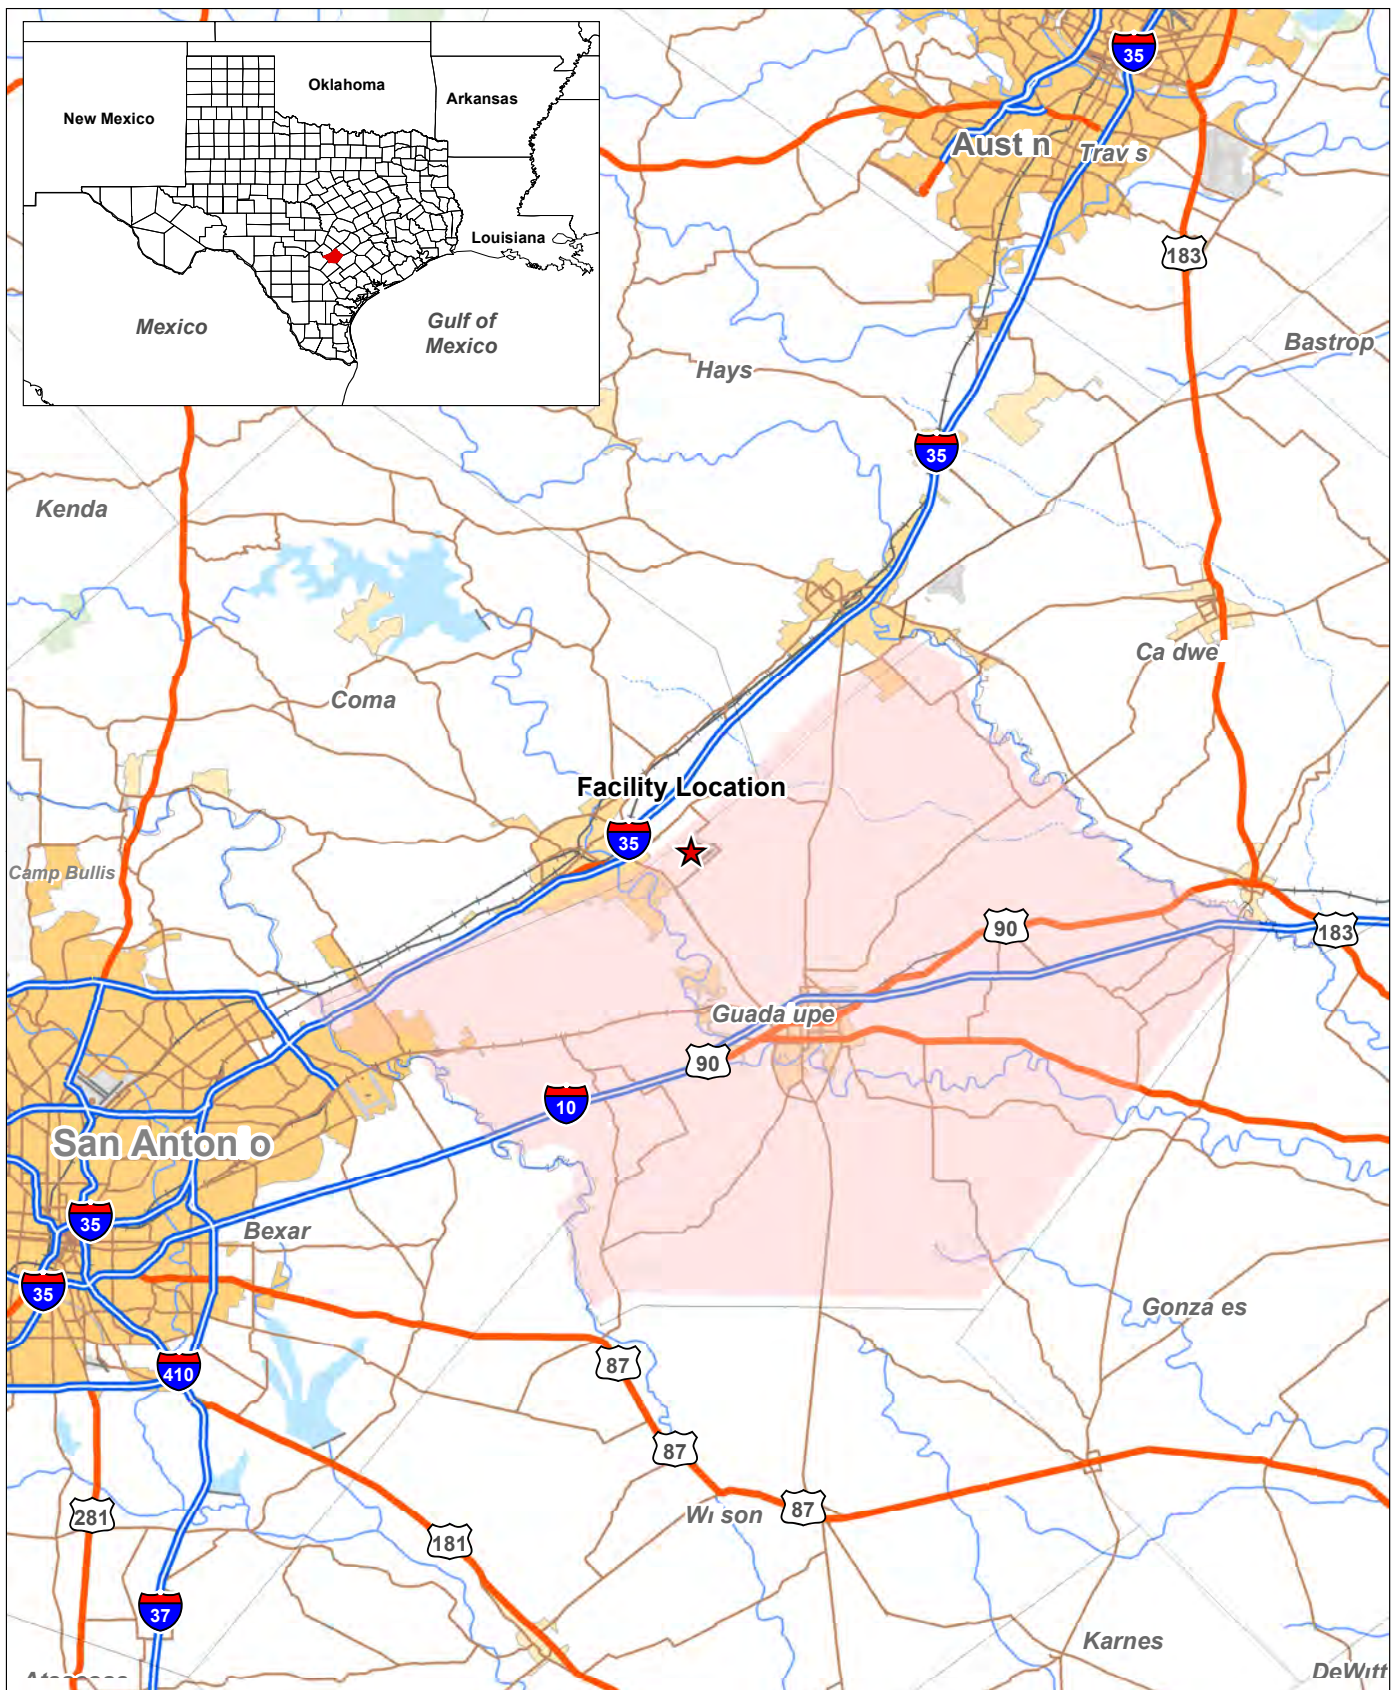 35
Oklahoma
Arkansas
New Mexico
Aust n
Trav s
Louisiana
183
Mexico
Gulf of
Mexico
Bastrop
Hays
35
Kenda
Ca dwe
Coma
Facility Location
35
Camp Bullis
90
183
Guada upe
90
10
San Anton o
35
Bexar
35
Gonza es
87
410
87
87
Wi son
281
181
37
Karnes
DeWitt